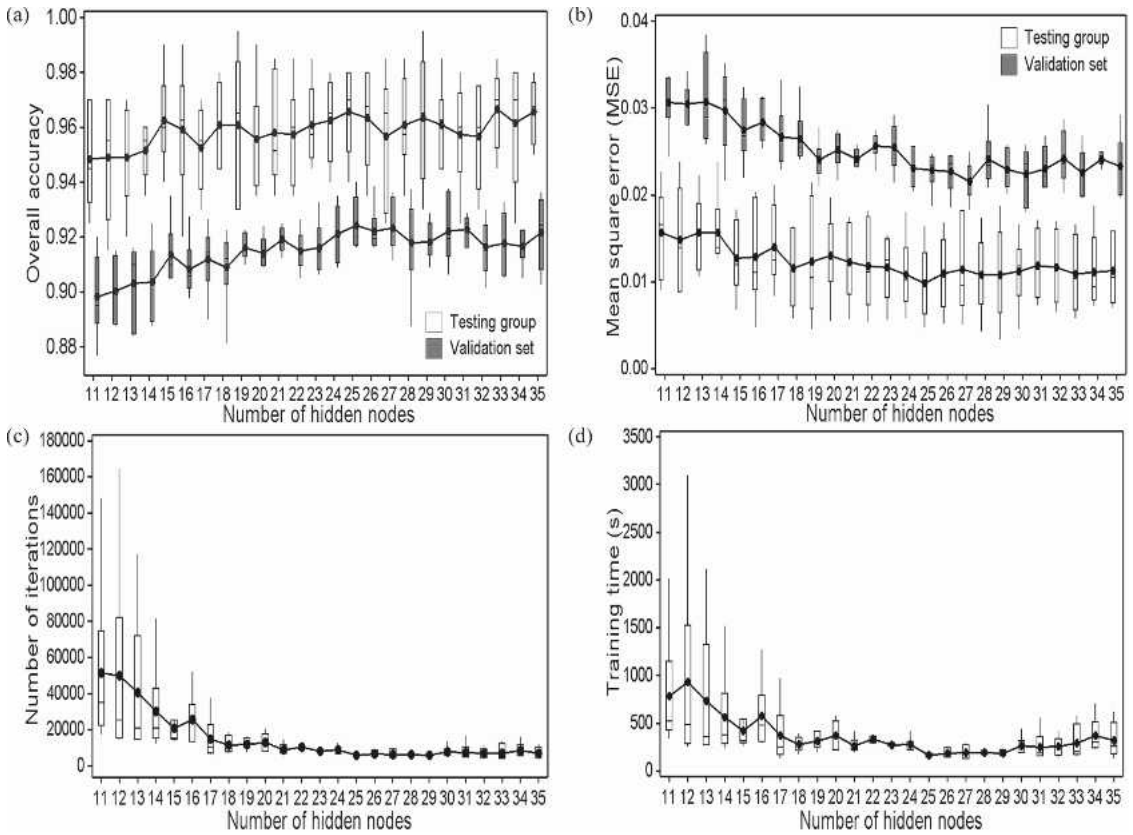 (a)
1.00
0.98
0.96
0.94
0.92
0.90
0.88
Overall accuracy
Testing group
Validation set
11 12 13 14 15 16 17 18 19 20 21 22 23 24 25 26 27 28 29 30 31 32 33 34 35
Number of hidden nodes
(b)
0.04
0.03
0.02
0.01
0.00
Mean square error (MSE)
Testing group
Validation set
11 12 13 14 15 16 17 18 19 20 21 22 23 24 25 26 27 28 29 30 31 32 33 34 35
Number of hidden nodes
(c)
180000
160000
140000
120000
100000
80000
60000
40000
20000
0
Number of iterations
11 12 13 14 15 16 17 18 19 20 21 22 23 24 25 26 27 28 29 30 31 32 33 34 35
Number of hidden nodes
(d)
3500
3000
2500
2000
1500
1000
500
0
Training time (s)
11 12 13 14 15 16 17 18 19 20 21 22 23 24 25 26 27 28 29 30 31 32 33 34 35
Number of hidden nodes